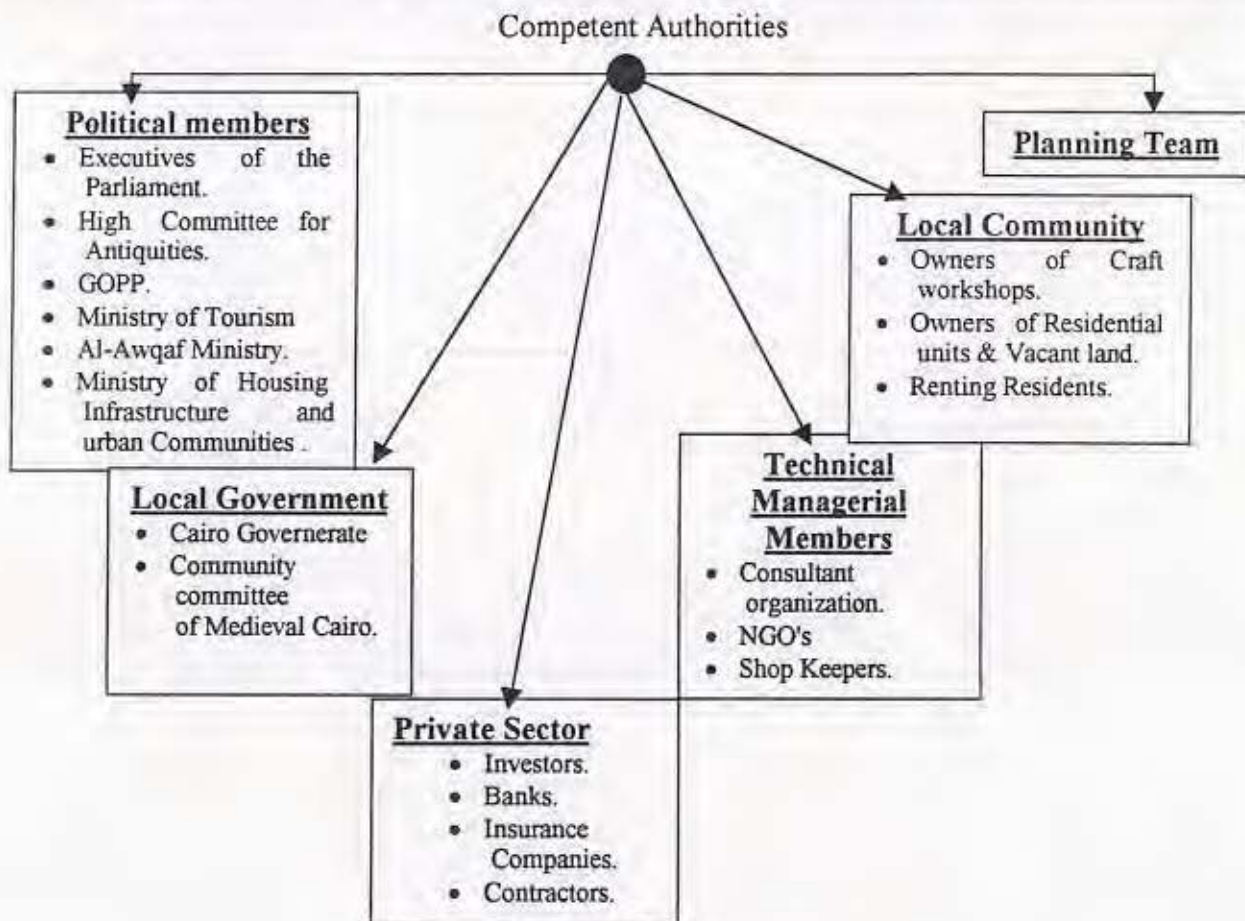 Competent Authorities
Political members
• Executives of the
Parliament.
• High Committee for
Antiquities.
• GOPP.
• Ministry of Tourism
• Al-Awqaf Ministry.
• Ministry of Housing
Infrastructure and
urban Communities .
Local Government
• Cairo Governerate
• Community
committee
of Medieval Cairo.
Private Sector
• Investors.
• Banks.
• Insurance
Companies.
• Contractors.
Technical
Managerial
Members
• Consultant
organization.
• NGO's
• Shop Keepers.
Local Community
• Owners of Craft
workshops.
• Owners of Residential
units & Vacant land.
• Renting Residents.
Planning Team